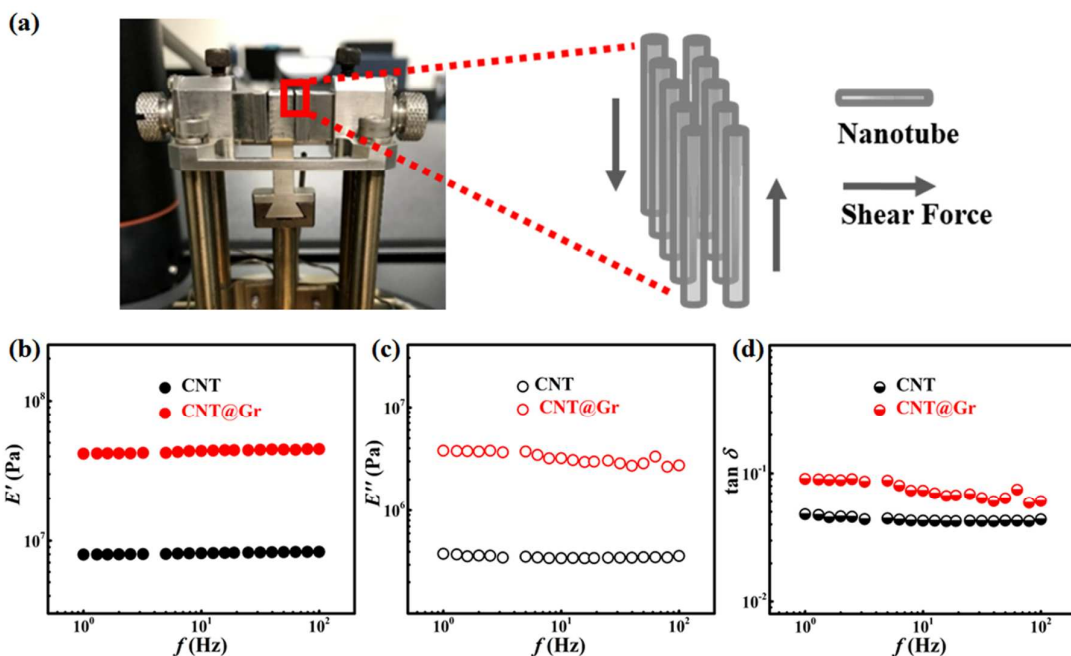 (a)
Nanotube
Shear Force
(b)
CNT
CNT@Gr
10⁸
10⁷
E′ (Pa)
10⁰
10¹
10²
f (Hz)
(c)
CNT
CNT@Gr
10⁷
10⁶
E″ (Pa)
10⁰
10¹
10²
f (Hz)
(d)
CNT
CNT@Gr
10⁻¹
10⁻²
tan δ
10⁰
10¹
10²
f (Hz)